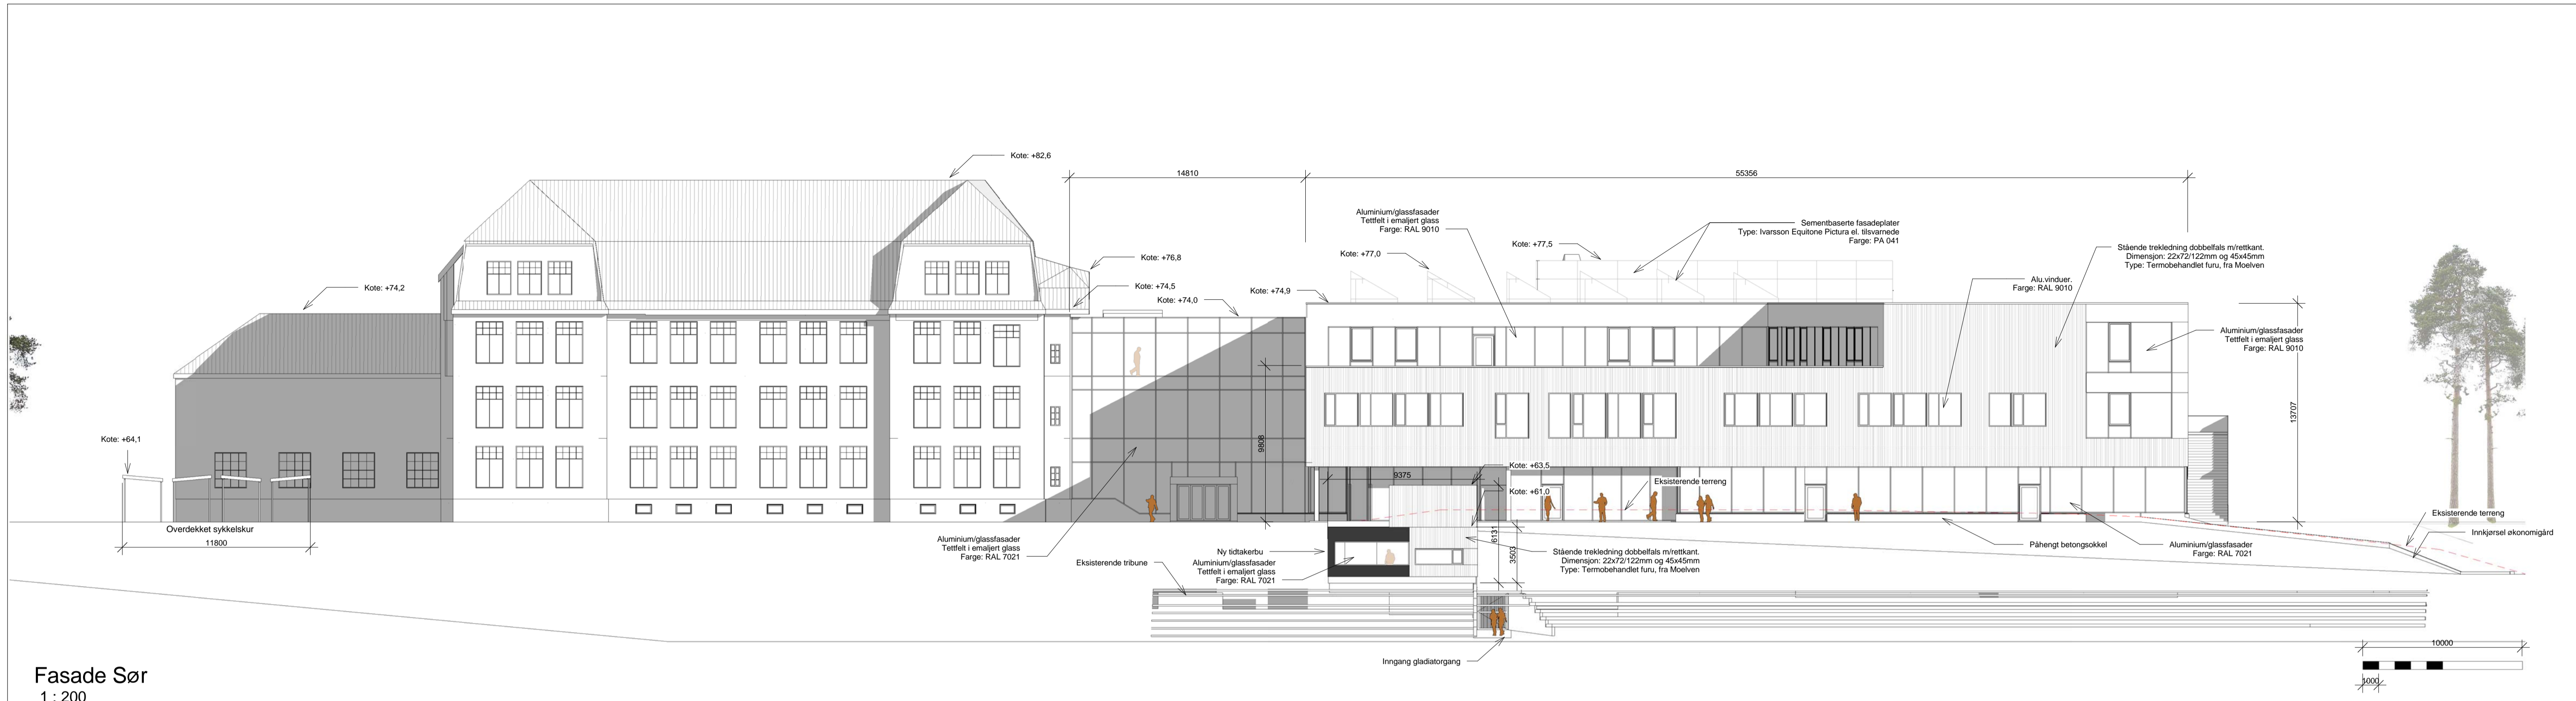 Kote: +82,6
14810
55356
Aluminium/glassfasader
Tettfelt i emaljert glass
Farge: RAL 9010
Sementbaserte fasadeplater
Type: Ivarsson Equitone Pictura el. tilsvarnede
Farge: PA 041
Kote: +77,5
Kote: +77,0
Stående trekledning dobbelfals m/rettkant.
Dimensjon: 22x72/122mm og 45x45mm
Type: Termobehandlet furu, fra Moelven
Kote: +76,8
Alu.vinduer.
Farge: RAL 9010
Kote: +74,2
Kote: +74,5
Kote: +74,0
Kote: +74,9
Aluminium/glassfasader
Tettfelt i emaljert glass
Farge: RAL 9010
13707
9808
Kote: +64,1
Kote: +63,5
9375
Eksisterende terreng
Kote: +61,0
Overdekket sykkelskur
11800
6131
3503
Eksisterende terreng
Innkjørsel økonomigård
Aluminium/glassfasader
Tettfelt i emaljert glass
Farge: RAL 7021
Ny tidtakerbu
Aluminium/glassfasader
Tettfelt i emaljert glass
Farge: RAL 7021
Stående trekledning dobbelfals m/rettkant.
Dimensjon: 22x72/122mm og 45x45mm
Type: Termobehandlet furu, fra Moelven
Påhengt betongsokkel
Aluminium/glassfasader
Farge: RAL 7021
Eksisterende tribune
Inngang gladiatorgang
10000
1000
Fasade Sør
1 : 200